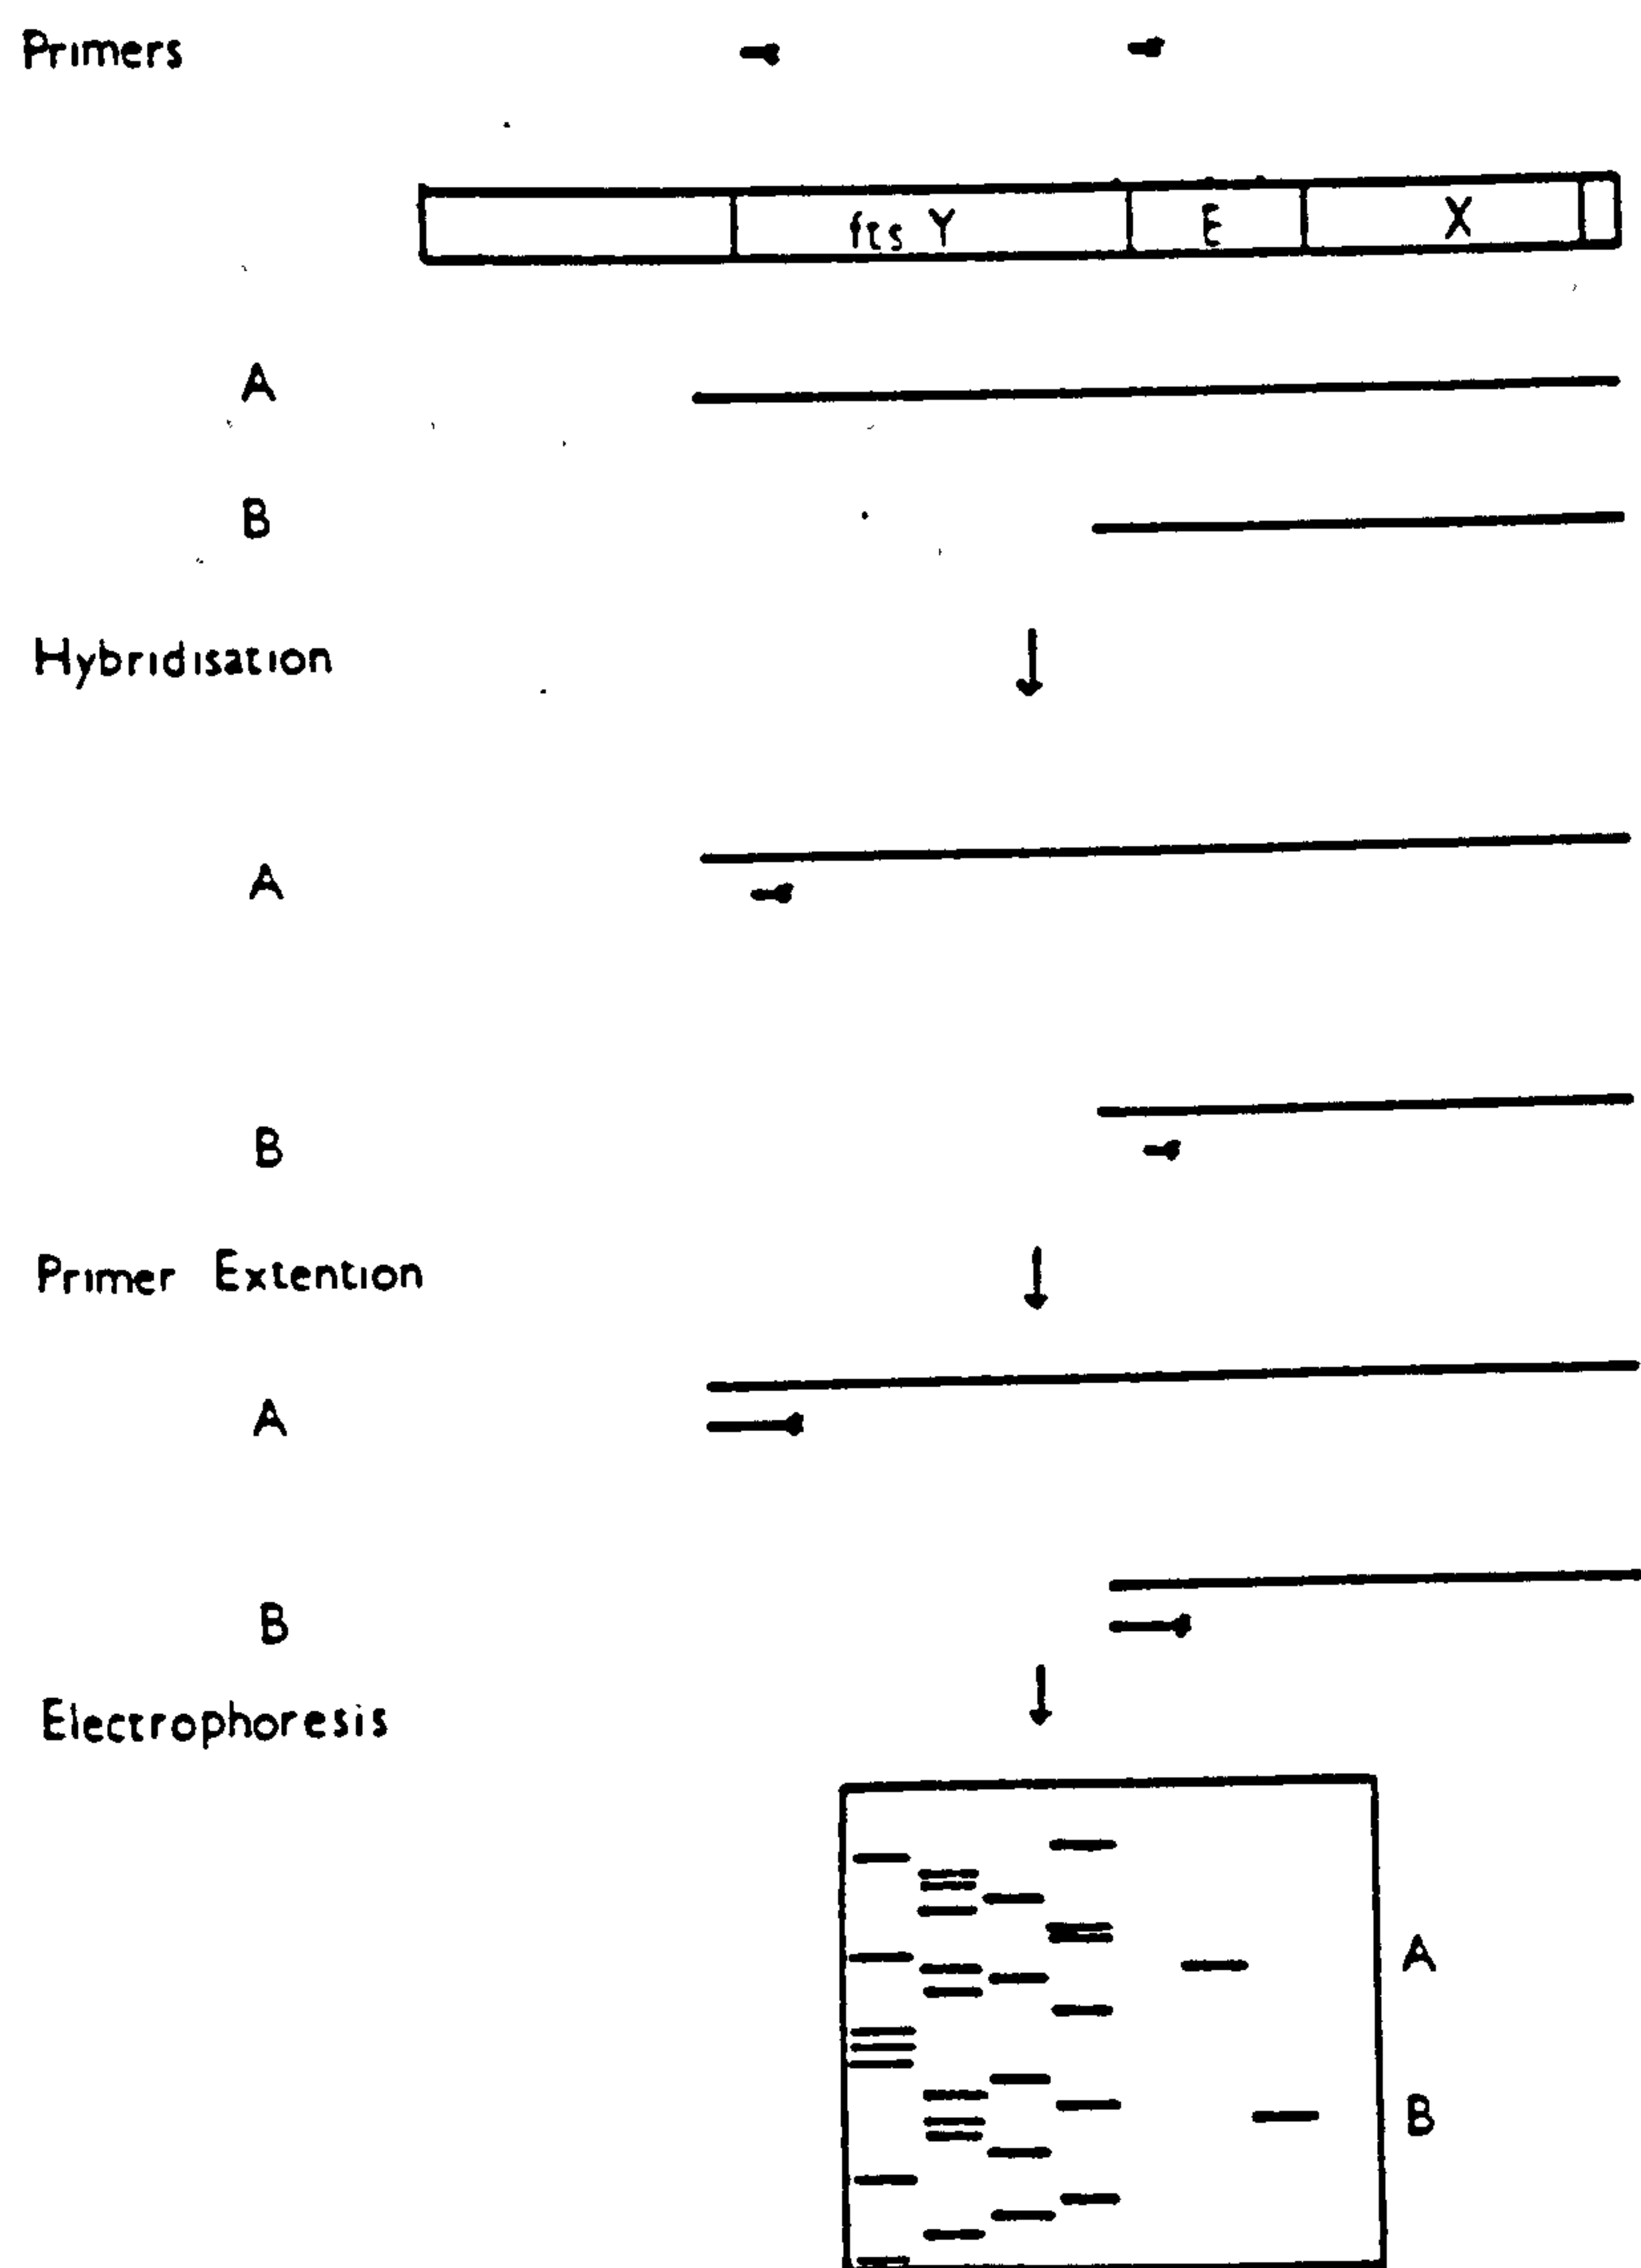 Primers
fts Y E X
A
B
Hybridisation
A
B
Primer Extention
A
B
Electrophoresis
A
B